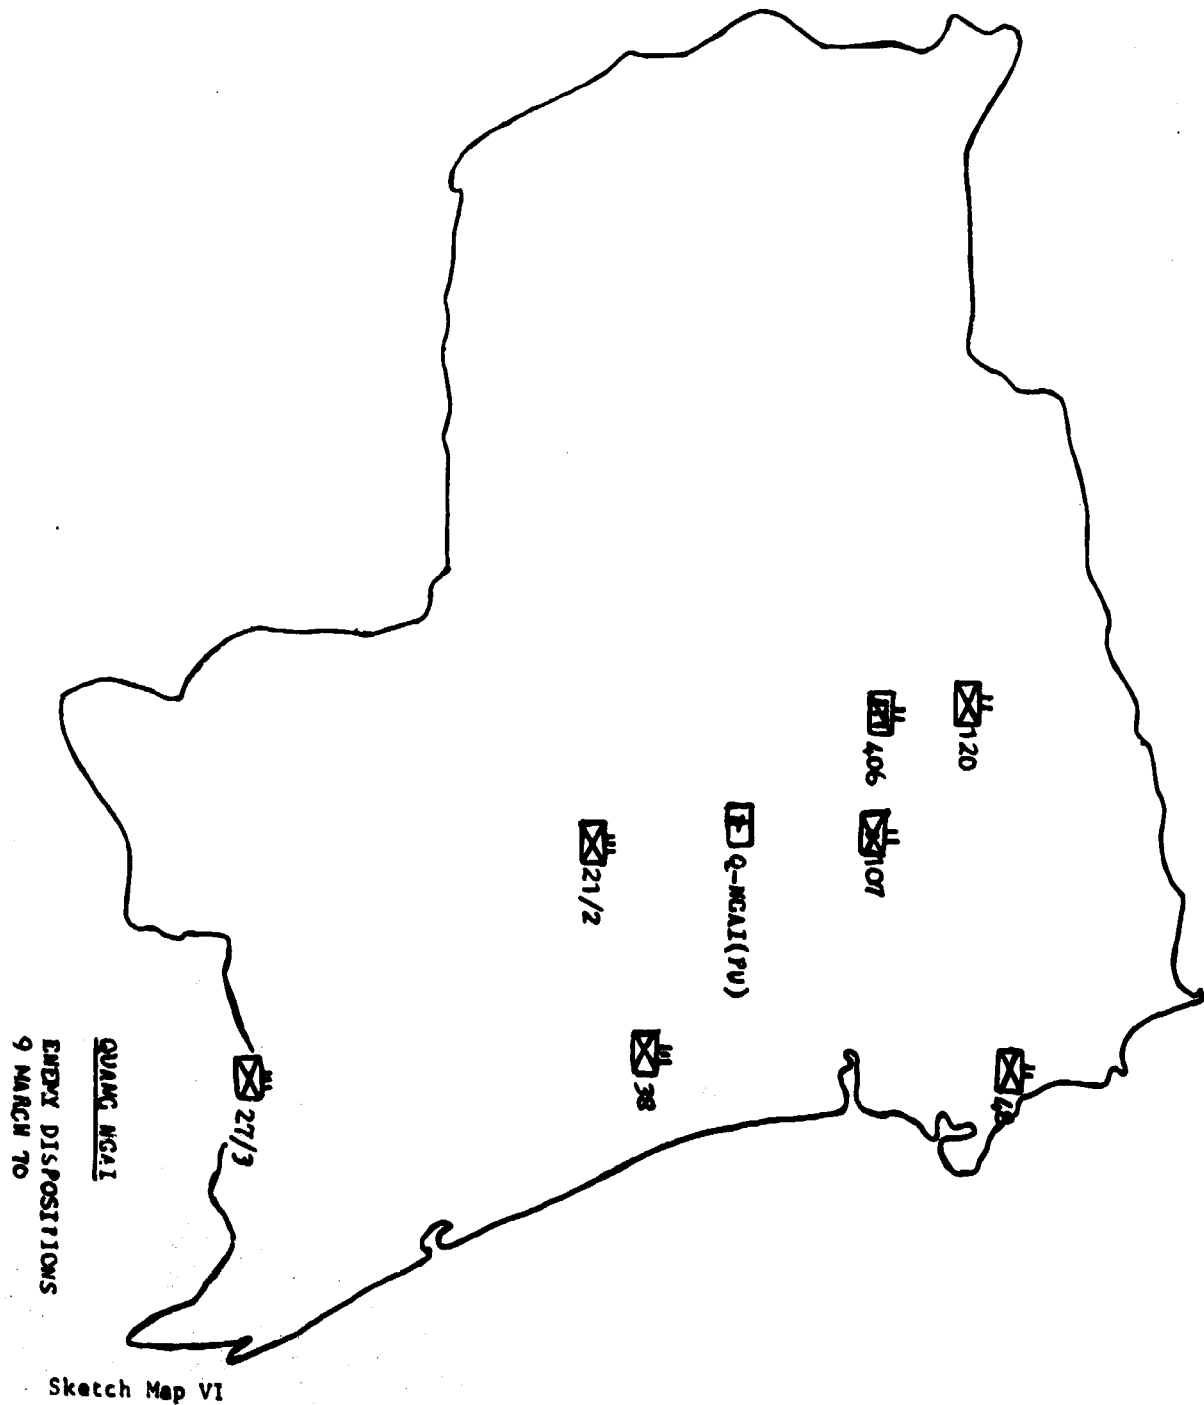 QUANG NGAI
ENEMY DISPOSITIONS
9 MARCH 70
120
406
107
Q-NGAI(PU)
21/2
48
38
27/3
Sketch Map VI